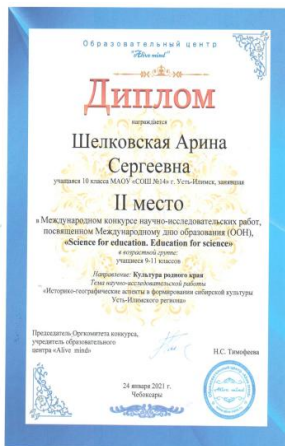 Образовательный центр
"Alive mind"
Диплом
награждается
Шелковская Арина
Сергеевна
учащаяся 10 класса МАОУ «СОШ №14» г. Усть-Илимск, занявшая
II место
в Международном конкурсе научно-исследовательских работ,
посвященном Международному дню образования (ООН),
«Science for education. Education for science»
в возрастной группе:
учащиеся 9-11 классов
Направление: Культура родного края
Тема научно-исследовательской работы
«Историко-географические аспекты в формировании сибирской культуры
Усть-Илимского региона»
Председатель Оргкомитета конкурса,
учредитель образовательного
центра «Alive mind»
Н.С. Тимофеева
24 января 2021 г.
Чебоксары
Alive mind